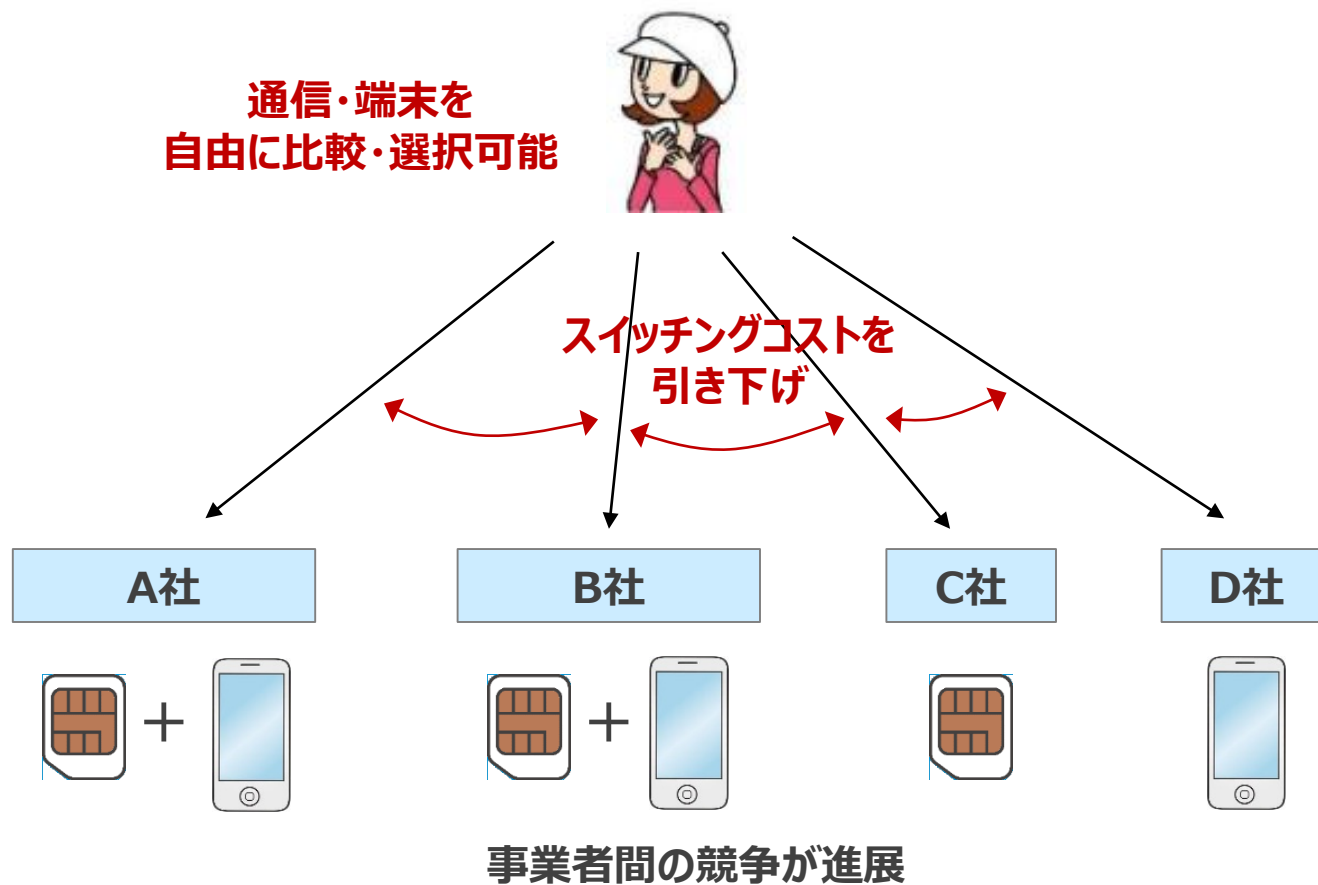 通信・端末を
自由に比較・選択可能
スイッチングコストを
引き下げ
A社
B社
C社
D社
事業者間の競争が進展